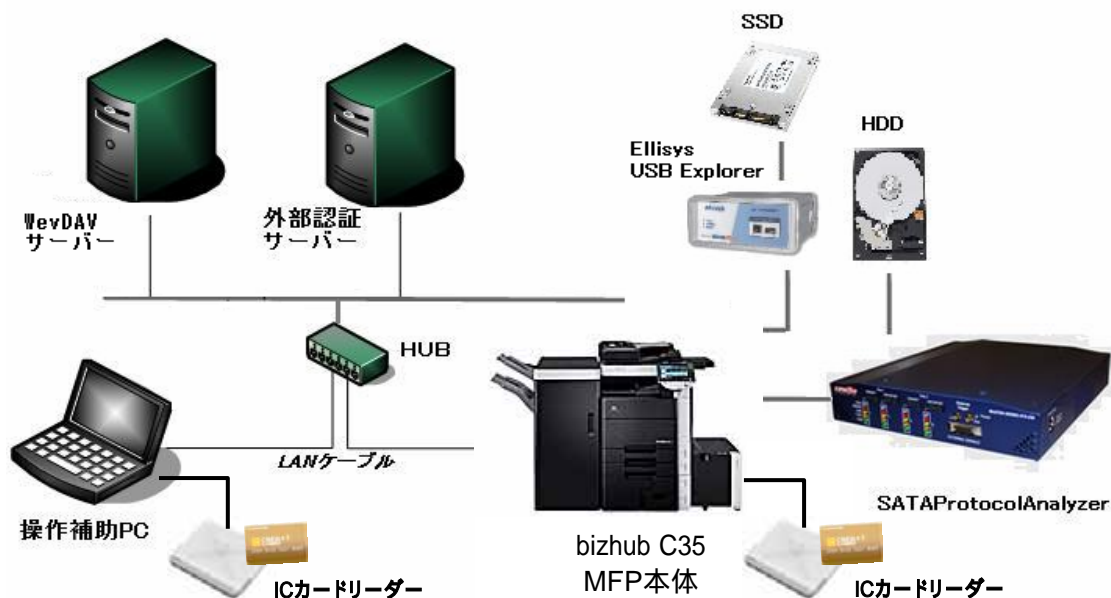 SSD
HDD
Ellisys
USB Explorer
WevDAV
サーバー
外部認証
サーバー
HUB
LANケーブル
操作補助PC
SATAProtocolAnalyzer
bizhub C35
MFP本体
ICカードリーダー
ICカードリーダー